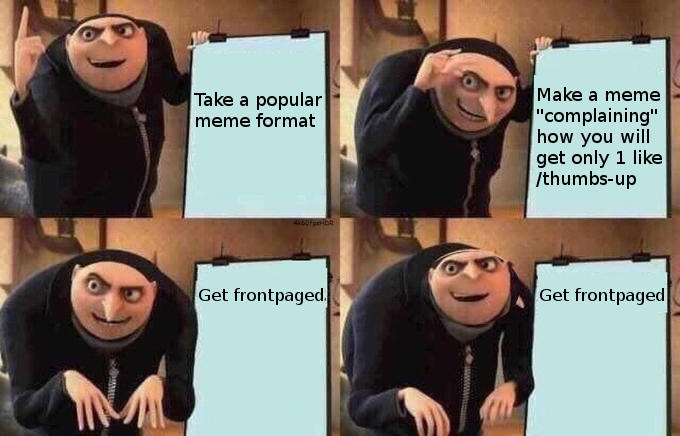 Take a popular
meme format
Make a meme
"complaining"
how you will
get only 1 like
/thumbs-up
Get frontpaged.
Get frontpaged